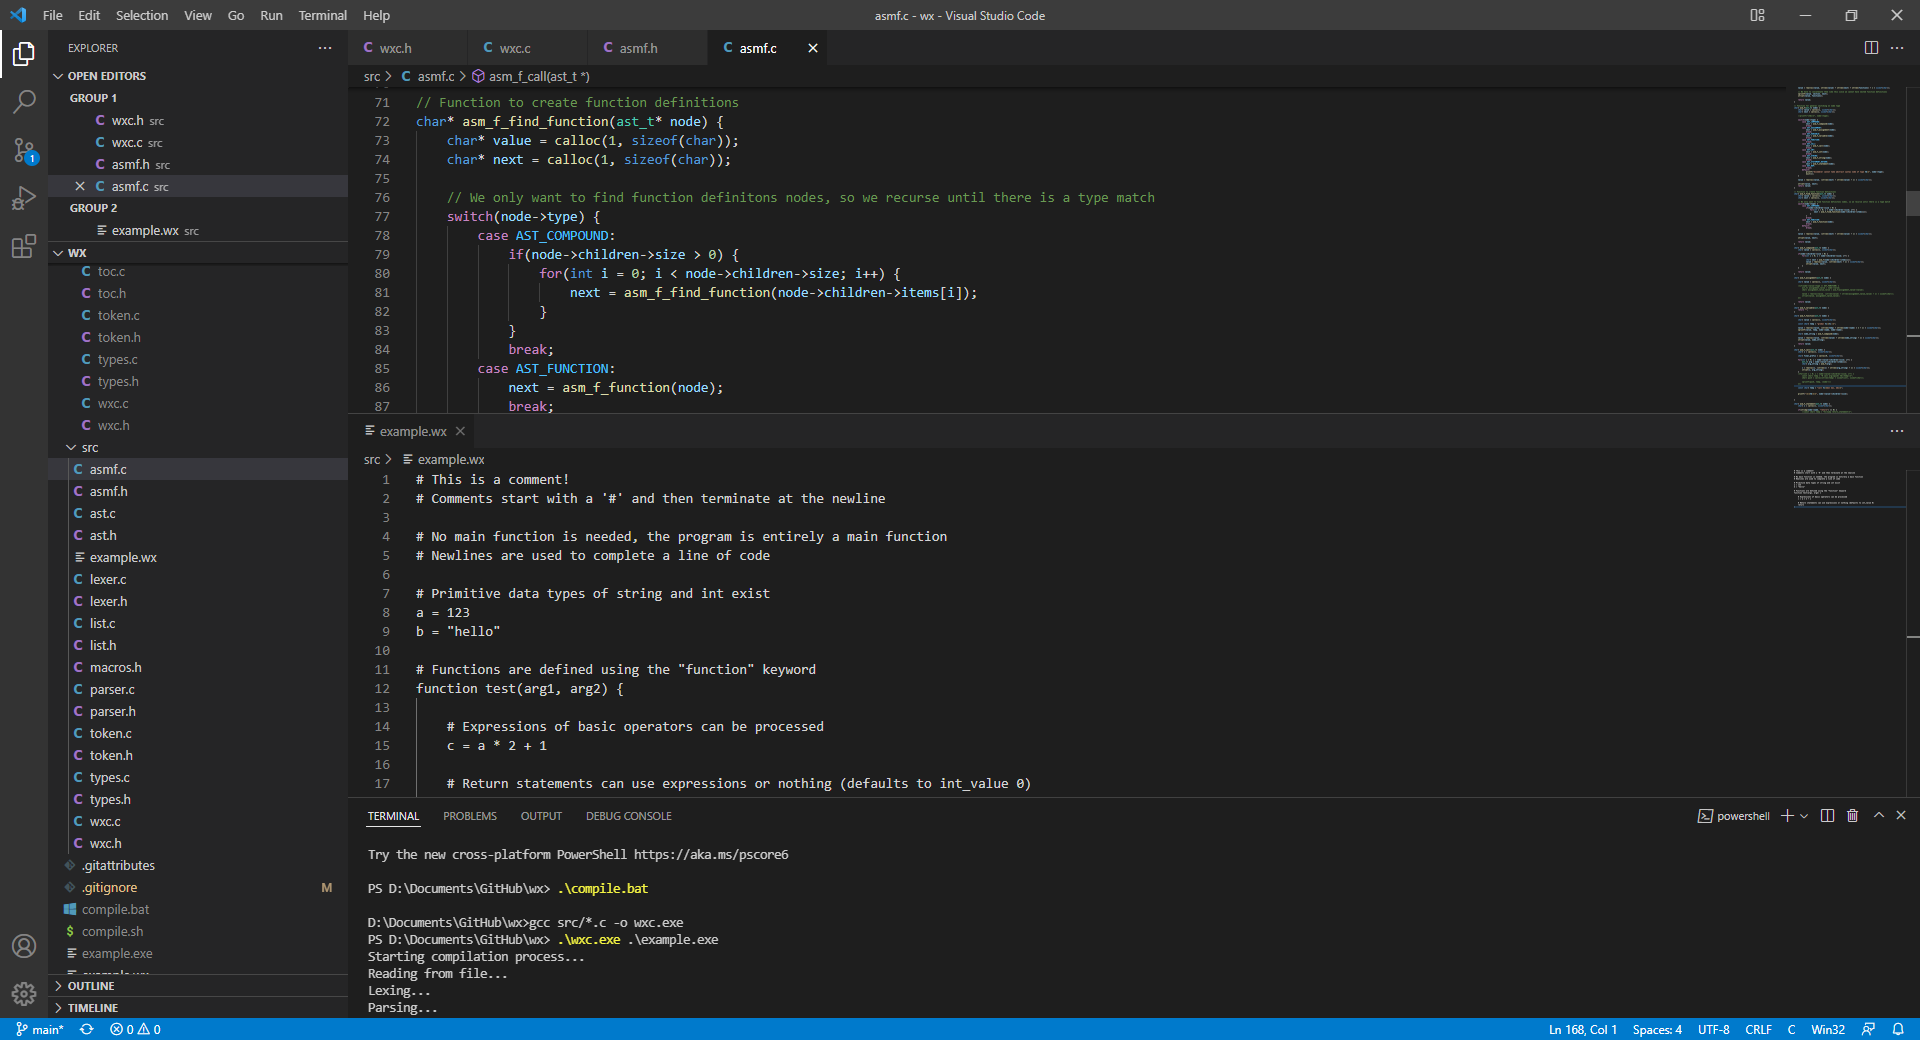 File Edit Selection View Go Run Terminal Help
asmf.c - wx - Visual Studio Code
EXPLORER
OPEN EDITORS
GROUP 1
wxc.h src
wxc.c src
asmf.h src
asmf.c src
GROUP 2
example.wx src
WX
toc.c
toc.h
token.c
token.h
types.c
types.h
wxc.c
wxc.h
src
asmf.c
asmf.h
ast.c
ast.h
example.wx
lexer.c
lexer.h
list.c
list.h
macros.h
parser.c
parser.h
token.c
token.h
types.c
types.h
wxc.c
wxc.h
.gitattributes
.gitignore M
compile.bat
compile.sh
example.exe
OUTLINE
TIMELINE
wxc.h wxc.c asmf.h asmf.c
src > asmf.c > asm_f_call(ast_t *)
71 // Function to create function definitions
72 char* asm_f_find_function(ast_t* node) {
73 char* value = calloc(1, sizeof(char));
74 char* next = calloc(1, sizeof(char));
75
76 // We only want to find function definitons nodes, so we recurse until there is a type match
77 switch(node->type) {
78 case AST_COMPOUND:
79 if(node->children->size > 0) {
80 for(int i = 0; i < node->children->size; i++) {
81 next = asm_f_find_function(node->children->items[i]);
82 }
83 }
84 break;
85 case AST_FUNCTION:
86 next = asm_f_function(node);
87 break;
example.wx
src > example.wx
1 # This is a comment!
2 # Comments start with a '#' and then terminate at the newline
3
4 # No main function is needed, the program is entirely a main function
5 # Newlines are used to complete a line of code
6
7 # Primitive data types of string and int exist
8 a = 123
9 b = "hello"
10
11 # Functions are defined using the "function" keyword
12 function test(arg1, arg2) {
13
14 # Expressions of basic operators can be processed
15 c = a * 2 + 1
16
17 # Return statements can use expressions or nothing (defaults to int_value 0)
TERMINAL PROBLEMS OUTPUT DEBUG CONSOLE
powershell
Try the new cross-platform PowerShell https://aka.ms/pscore6
PS D:\Documents\GitHub\wx> .\compile.bat
D:\Documents\GitHub\wx>gcc src/*.c -o wxc.exe
PS D:\Documents\GitHub\wx> .\wxc.exe .\example.exe
Starting compilation process...
Reading from file...
Lexing...
Parsing...
1
main* 0 0
Ln 168, Col 1 Spaces: 4 UTF-8 CRLF C Win32